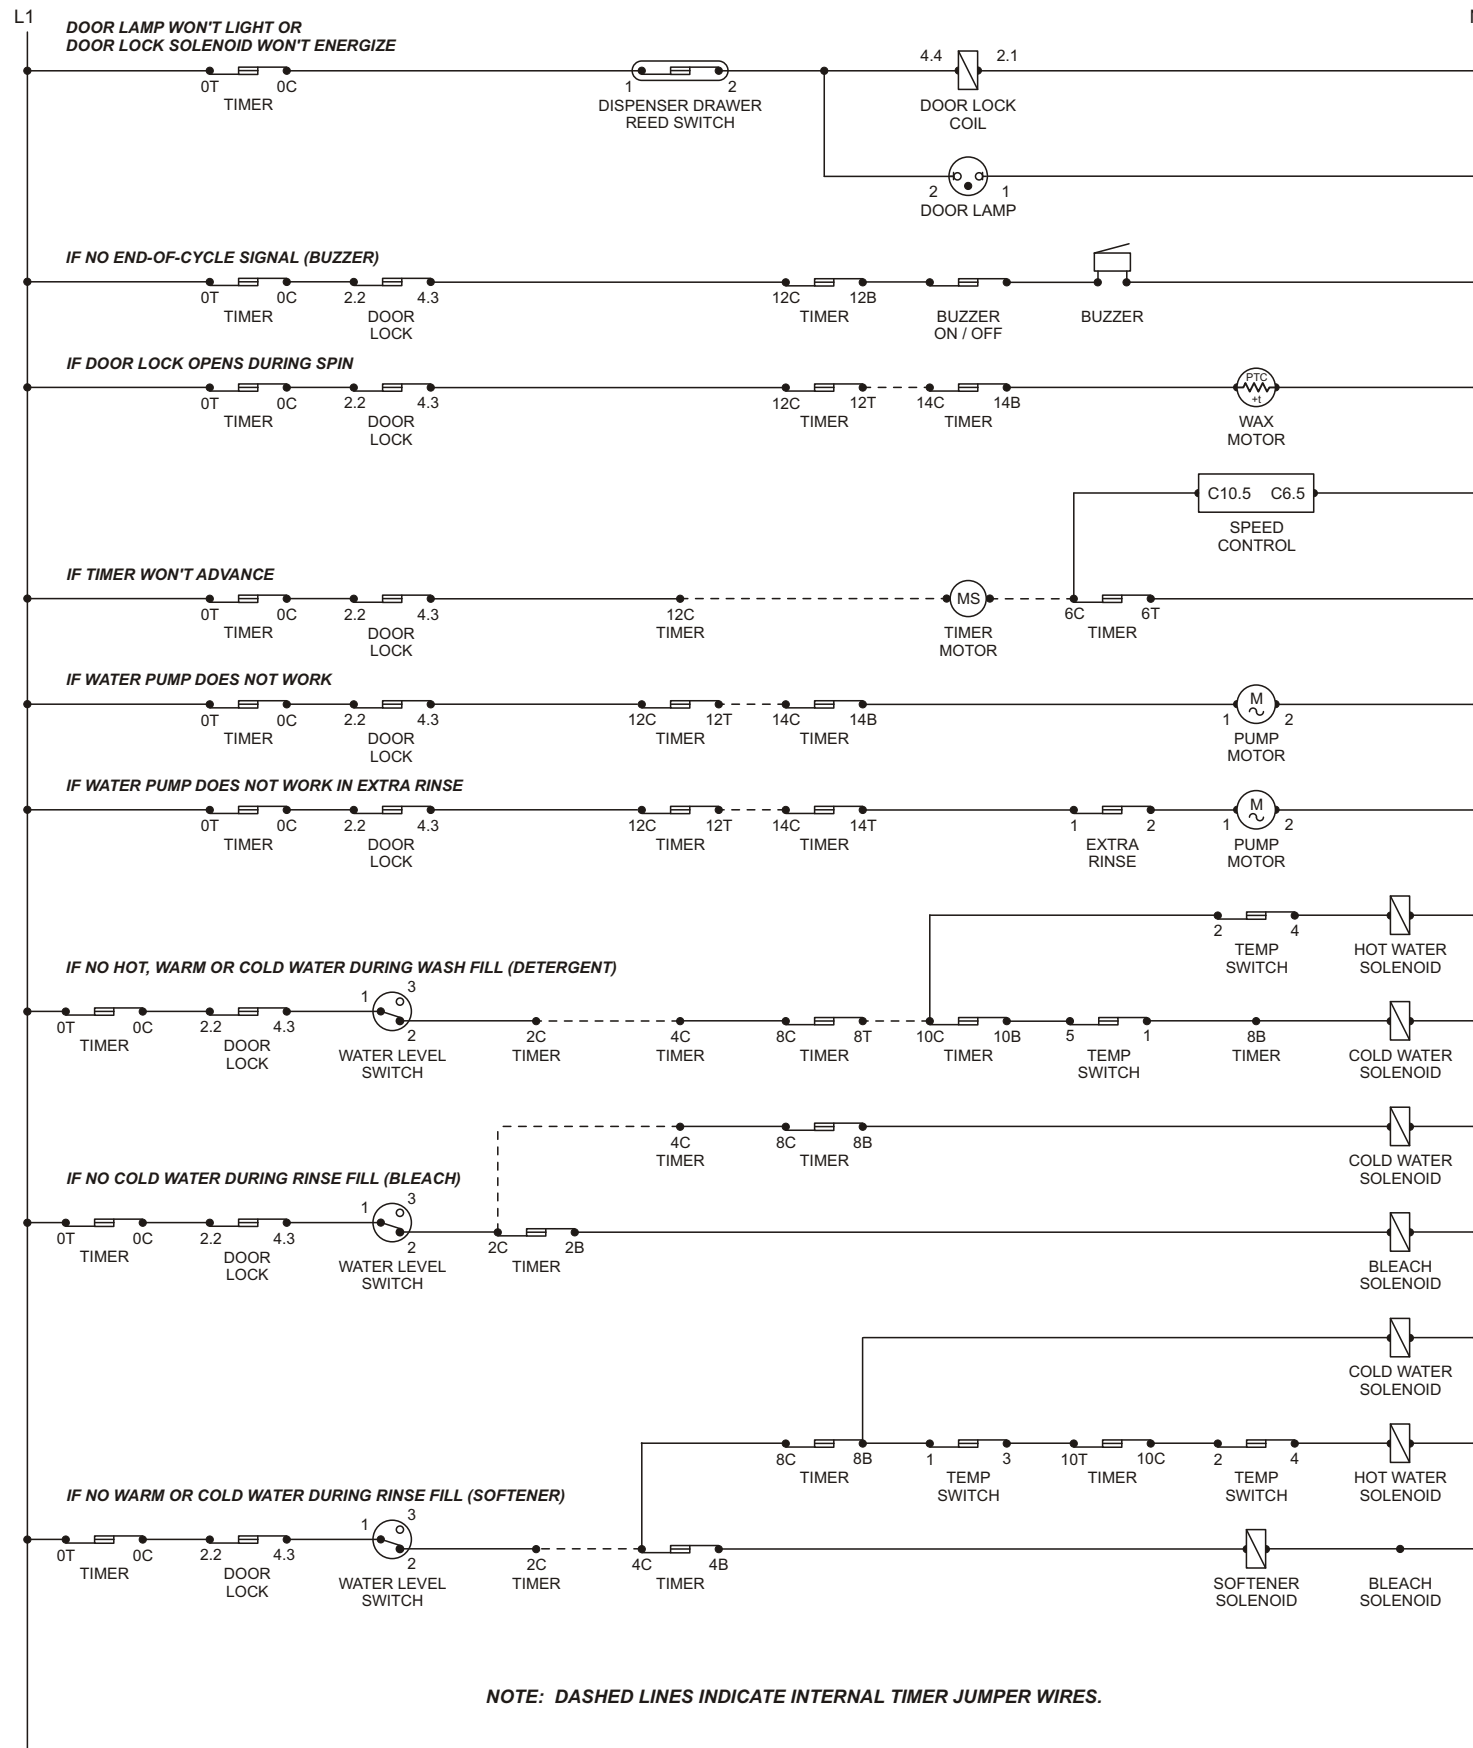 L1
DOOR LAMP WON'T LIGHT OR
DOOR LOCK SOLENOID WON'T ENERGIZE
4.4 2.1
0T 0C 1 2
TIMER DISPENSER DRAWER DOOR LOCK
REED SWITCH COIL
2 1
DOOR LAMP
IF NO END-OF-CYCLE SIGNAL (BUZZER)
0T 0C 2.2 4.3 12C 12B
TIMER DOOR TIMER BUZZER BUZZER
LOCK ON / OFF
IF DOOR LOCK OPENS DURING SPIN
PTC
+t
0T 0C 2.2 4.3 12C 12T 14C 14B
TIMER DOOR TIMER TIMER WAX
LOCK MOTOR
C10.5 C6.5
SPEED
CONTROL
IF TIMER WON'T ADVANCE
MS
0T 0C 2.2 4.3 12C 6C 6T
TIMER DOOR TIMER TIMER TIMER
LOCK MOTOR
IF WATER PUMP DOES NOT WORK
M
0T 0C 2.2 4.3 12C 12T 14C 14B 1 2
TIMER DOOR TIMER TIMER PUMP
LOCK MOTOR
IF WATER PUMP DOES NOT WORK IN EXTRA RINSE
M
0T 0C 2.2 4.3 12C 12T 14C 14T 1 2 1 2
TIMER DOOR TIMER TIMER EXTRA PUMP
LOCK RINSE MOTOR
2 4
TEMP HOT WATER
SWITCH SOLENOID
IF NO HOT, WARM OR COLD WATER DURING WASH FILL (DETERGENT)
1 3
0T 0C 2.2 4.3 2 2C 4C 8C 8T 10C 10B 5 1 8B
TIMER DOOR WATER LEVEL TIMER TIMER TIMER TIMER TEMP TIMER COLD WATER
LOCK SWITCH SWITCH SOLENOID
4C 8C 8B
TIMER TIMER COLD WATER
SOLENOID
IF NO COLD WATER DURING RINSE FILL (BLEACH)
1 3
0T 0C 2.2 4.3 2 2C 2B
TIMER DOOR WATER LEVEL TIMER BLEACH
LOCK SWITCH SOLENOID
COLD WATER
SOLENOID
8C 8B 1 3 10T 10C 2 4
TIMER TEMP TIMER TEMP HOT WATER
SWITCH SWITCH SOLENOID
IF NO WARM OR COLD WATER DURING RINSE FILL (SOFTENER)
1 3
0T 0C 2.2 4.3 2 2C 4C 4B
TIMER DOOR WATER LEVEL TIMER TIMER SOFTENER BLEACH
LOCK SWITCH SOLENOID SOLENOID
NOTE: DASHED LINES INDICATE INTERNAL TIMER JUMPER WIRES.